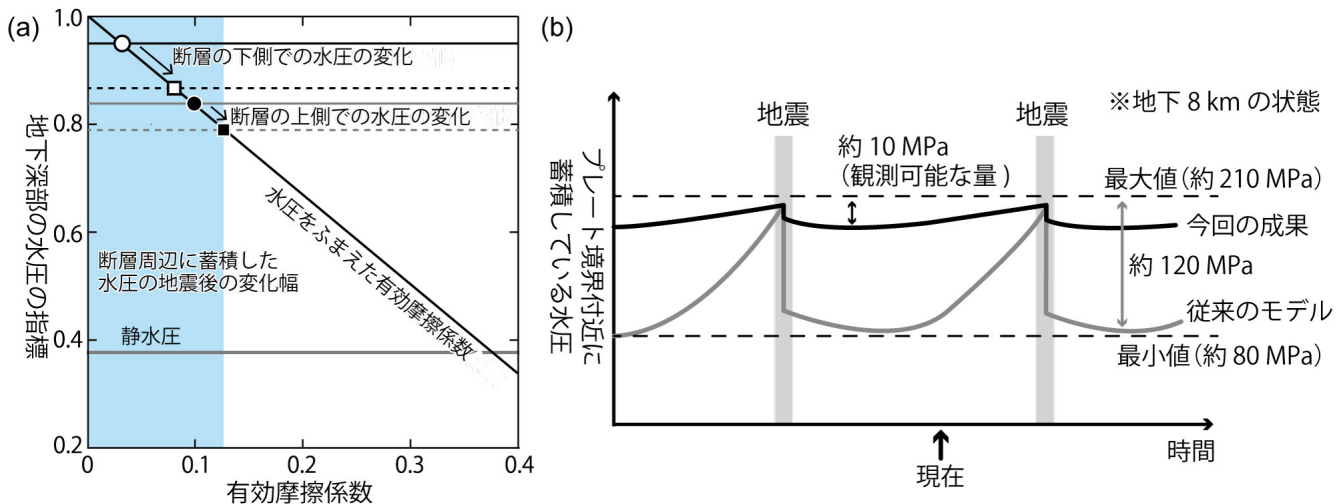 (a)
1.0
0.8
0.6
0.4
0.2
地下深部の水圧の指標
断層の下側での水圧の変化
断層の上側での水圧の変化
水圧をふまえた有効摩擦係数
断層周辺に蓄積した
水圧の地震後の変化幅
静水圧
0
0.1
0.2
0.3
0.4
有効摩擦係数
(b)
※地下 8 km の状態
地震
地震
約 10 MPa
(観測可能な量)
プレート境界付近に
蓄積している水圧
最大値(約 210 MPa)
今回の成果
約 120 MPa
従来のモデル
最小値(約 80 MPa)
時間
現在